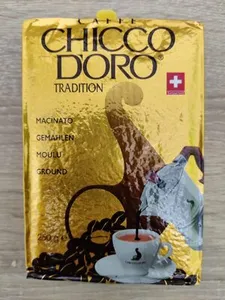 CAFFÈ
CHICCO
D'ORO
TRADITION
MACINATO
GEMAHLEN
MOULU
GROUND
250 g e